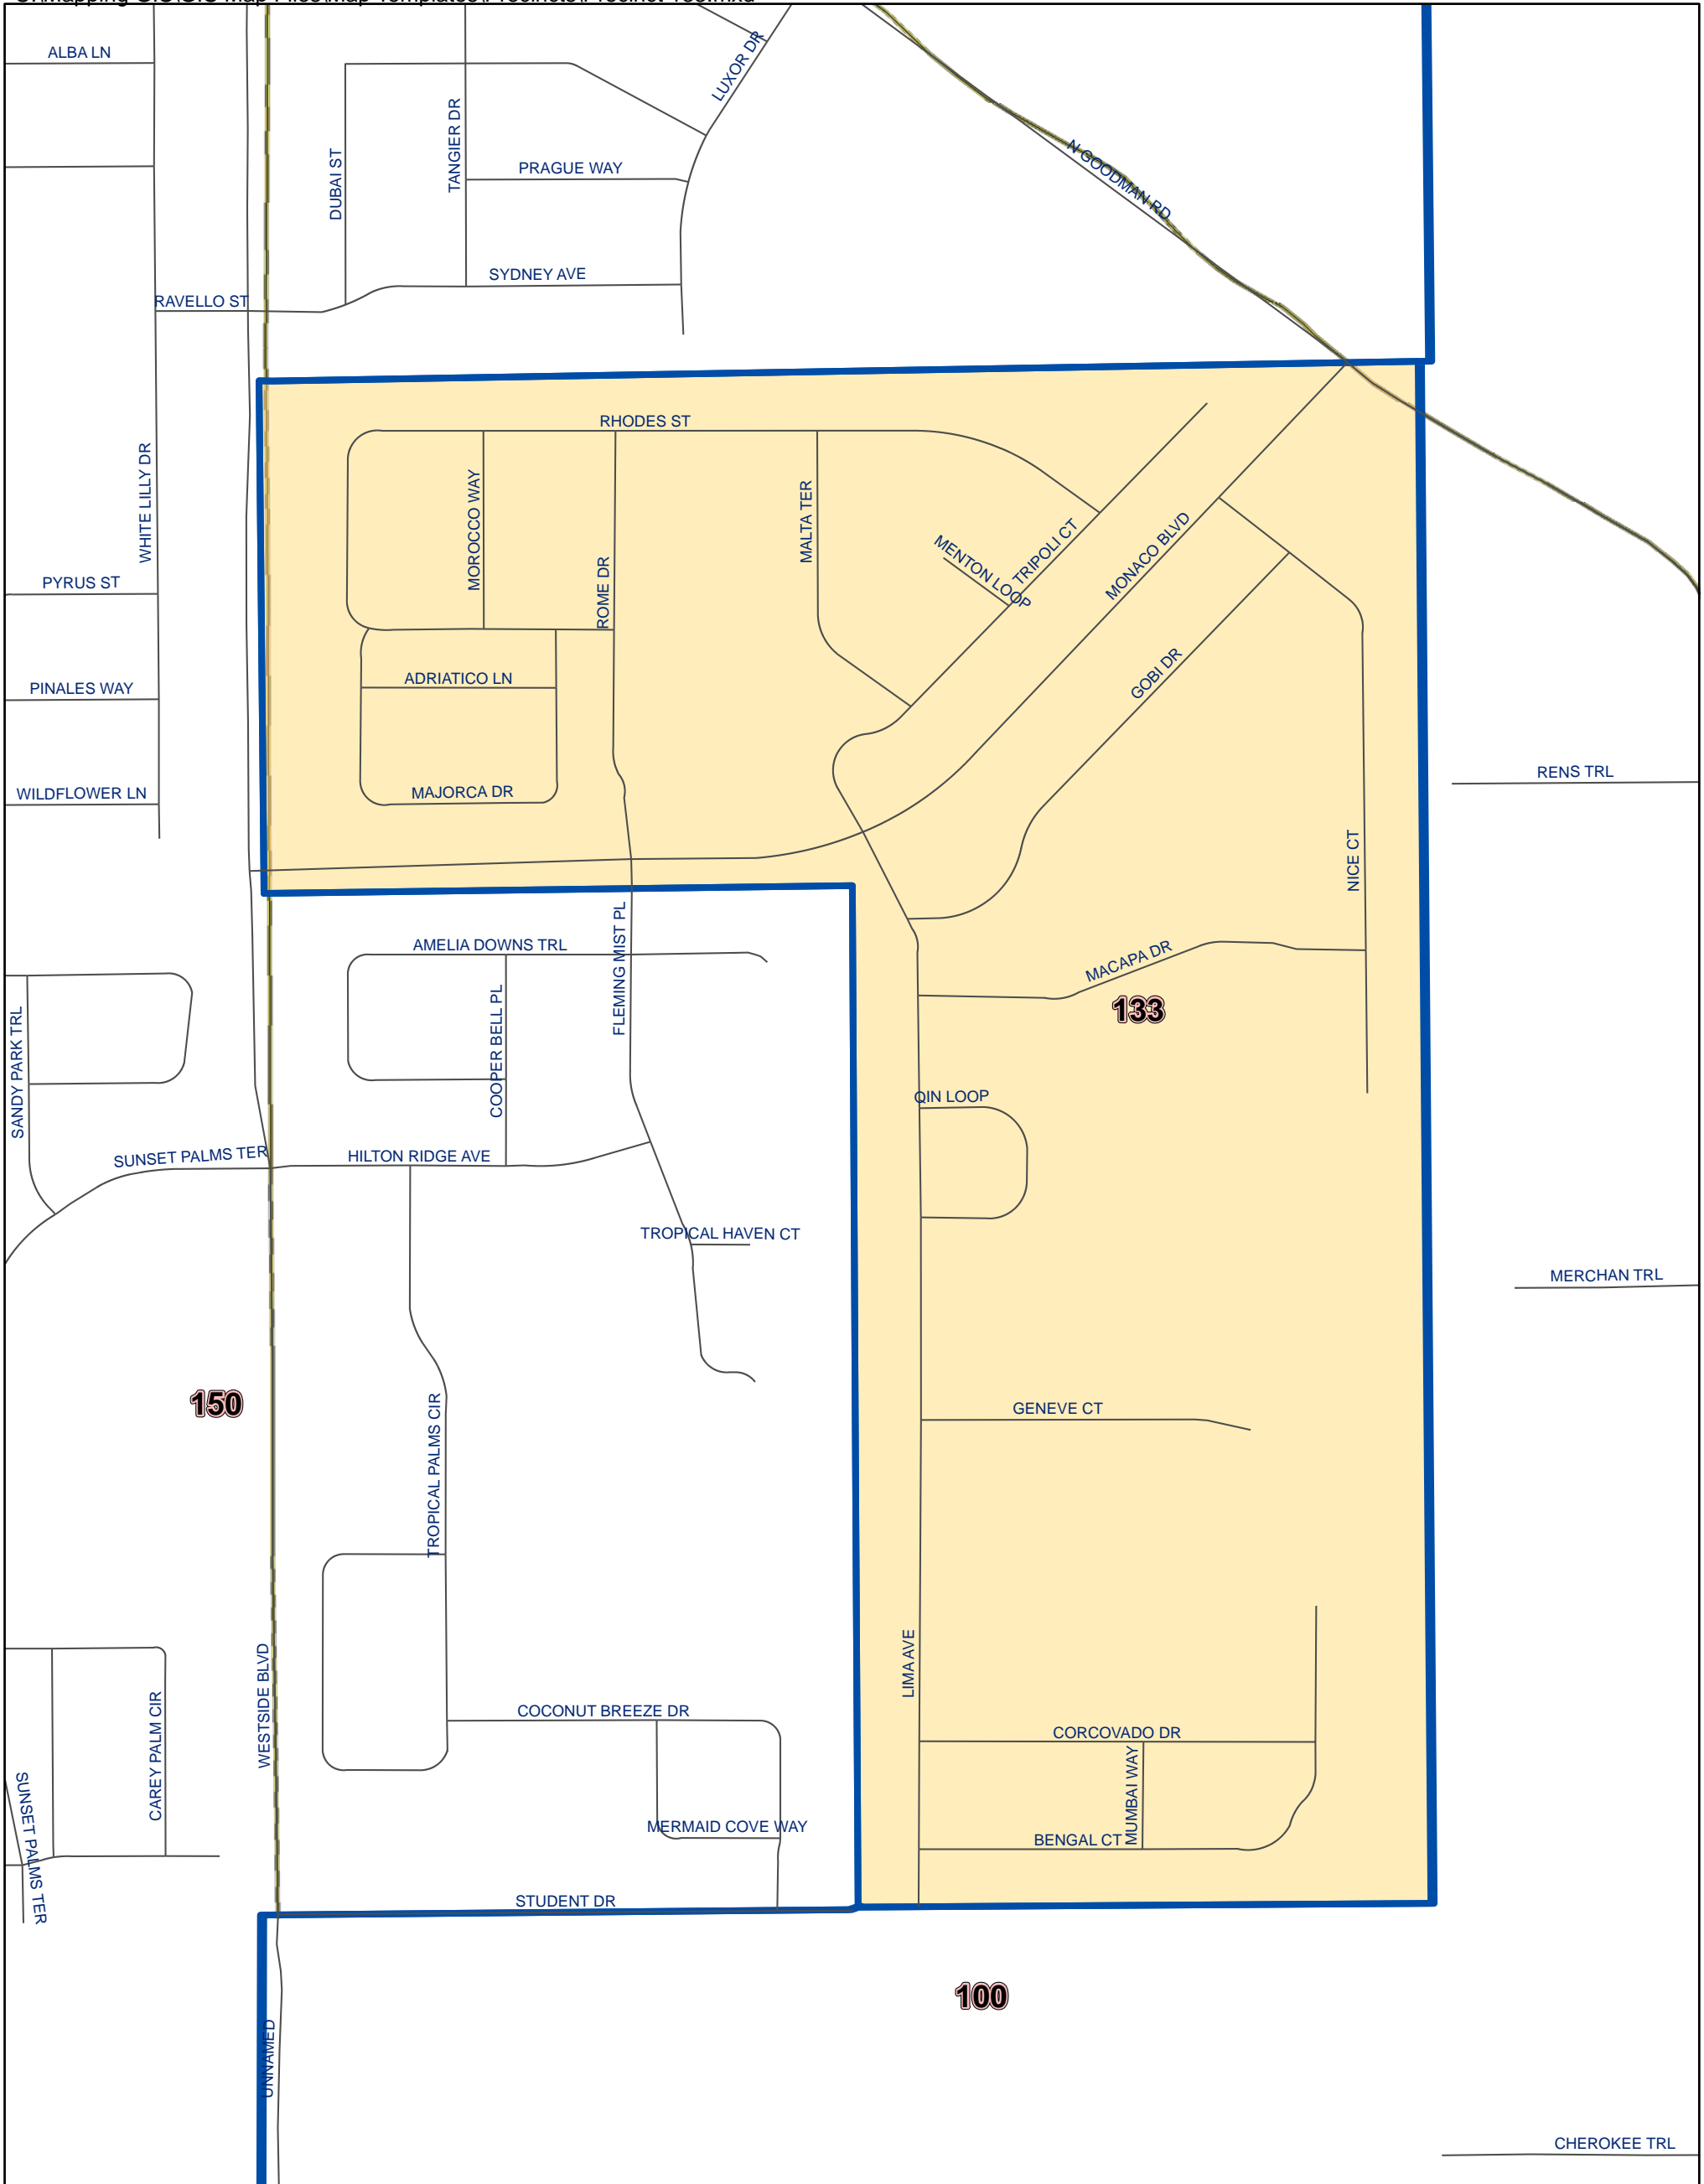 ALBA LN
LUXOR DR
TANGIER DR
DUBAI ST
PRAGUE WAY
N GOODMAN RD
SYDNEY AVE
RAVELLO ST
RHODES ST
WHITE LILLY DR
MOROCCO WAY
MALTA TER
ROME DR
MENTON LOOP
TRIPOLI CT
MONACO BLVD
PYRUS ST
GOBI DR
PINALES WAY
ADRIATICO LN
RENS TRL
WILDFLOWER LN
MAJORCA DR
NICE CT
AMELIA DOWNS TRL
FLEMING MIST PL
MACAPA DR
133
COOPER BELL PL
SANDY PARK TRL
QIN LOOP
SUNSET PALMS TER
HILTON RIDGE AVE
TROPICAL HAVEN CT
MERCHAN TRL
150
GENEVE CT
TROPICAL PALMS CIR
LIMA AVE
WESTSIDE BLVD
COCONUT BREEZE DR
CORCOVADO DR
CAREY PALM CIR
MUMBAI WAY
SUNSET PALMS TER
MERMAID COVE WAY
BENGAL CT
STUDENT DR
100
UNNAMED
CHEROKEE TRL